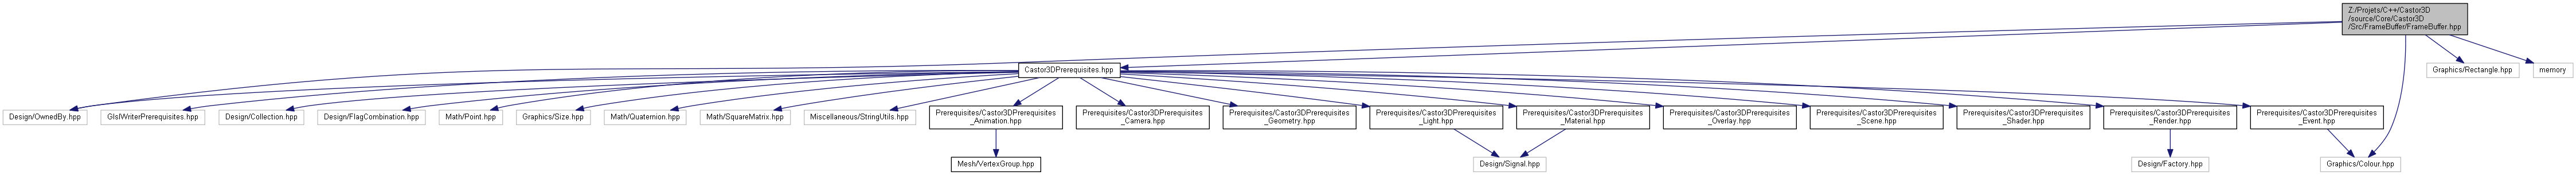 Z:/Projets/C++/Castor3D
/source/Core/Castor3D
/Src/FrameBuffer/FrameBuffer.hpp
Castor3DPrerequisites.hpp
Graphics/Rectangle.hpp
memory
Design/OwnedBy.hpp
GlslWriterPrerequisites.hpp
Design/Collection.hpp
Design/FlagCombination.hpp
Math/Point.hpp
Graphics/Size.hpp
Math/Quaternion.hpp
Math/SquareMatrix.hpp
Miscellaneous/StringUtils.hpp
Prerequisites/Castor3DPrerequisites
_Animation.hpp
Prerequisites/Castor3DPrerequisites
_Camera.hpp
Prerequisites/Castor3DPrerequisites
_Geometry.hpp
Prerequisites/Castor3DPrerequisites
_Light.hpp
Prerequisites/Castor3DPrerequisites
_Material.hpp
Prerequisites/Castor3DPrerequisites
_Overlay.hpp
Prerequisites/Castor3DPrerequisites
_Scene.hpp
Prerequisites/Castor3DPrerequisites
_Shader.hpp
Prerequisites/Castor3DPrerequisites
_Render.hpp
Prerequisites/Castor3DPrerequisites
_Event.hpp
Mesh/VertexGroup.hpp
Design/Signal.hpp
Design/Factory.hpp
Graphics/Colour.hpp